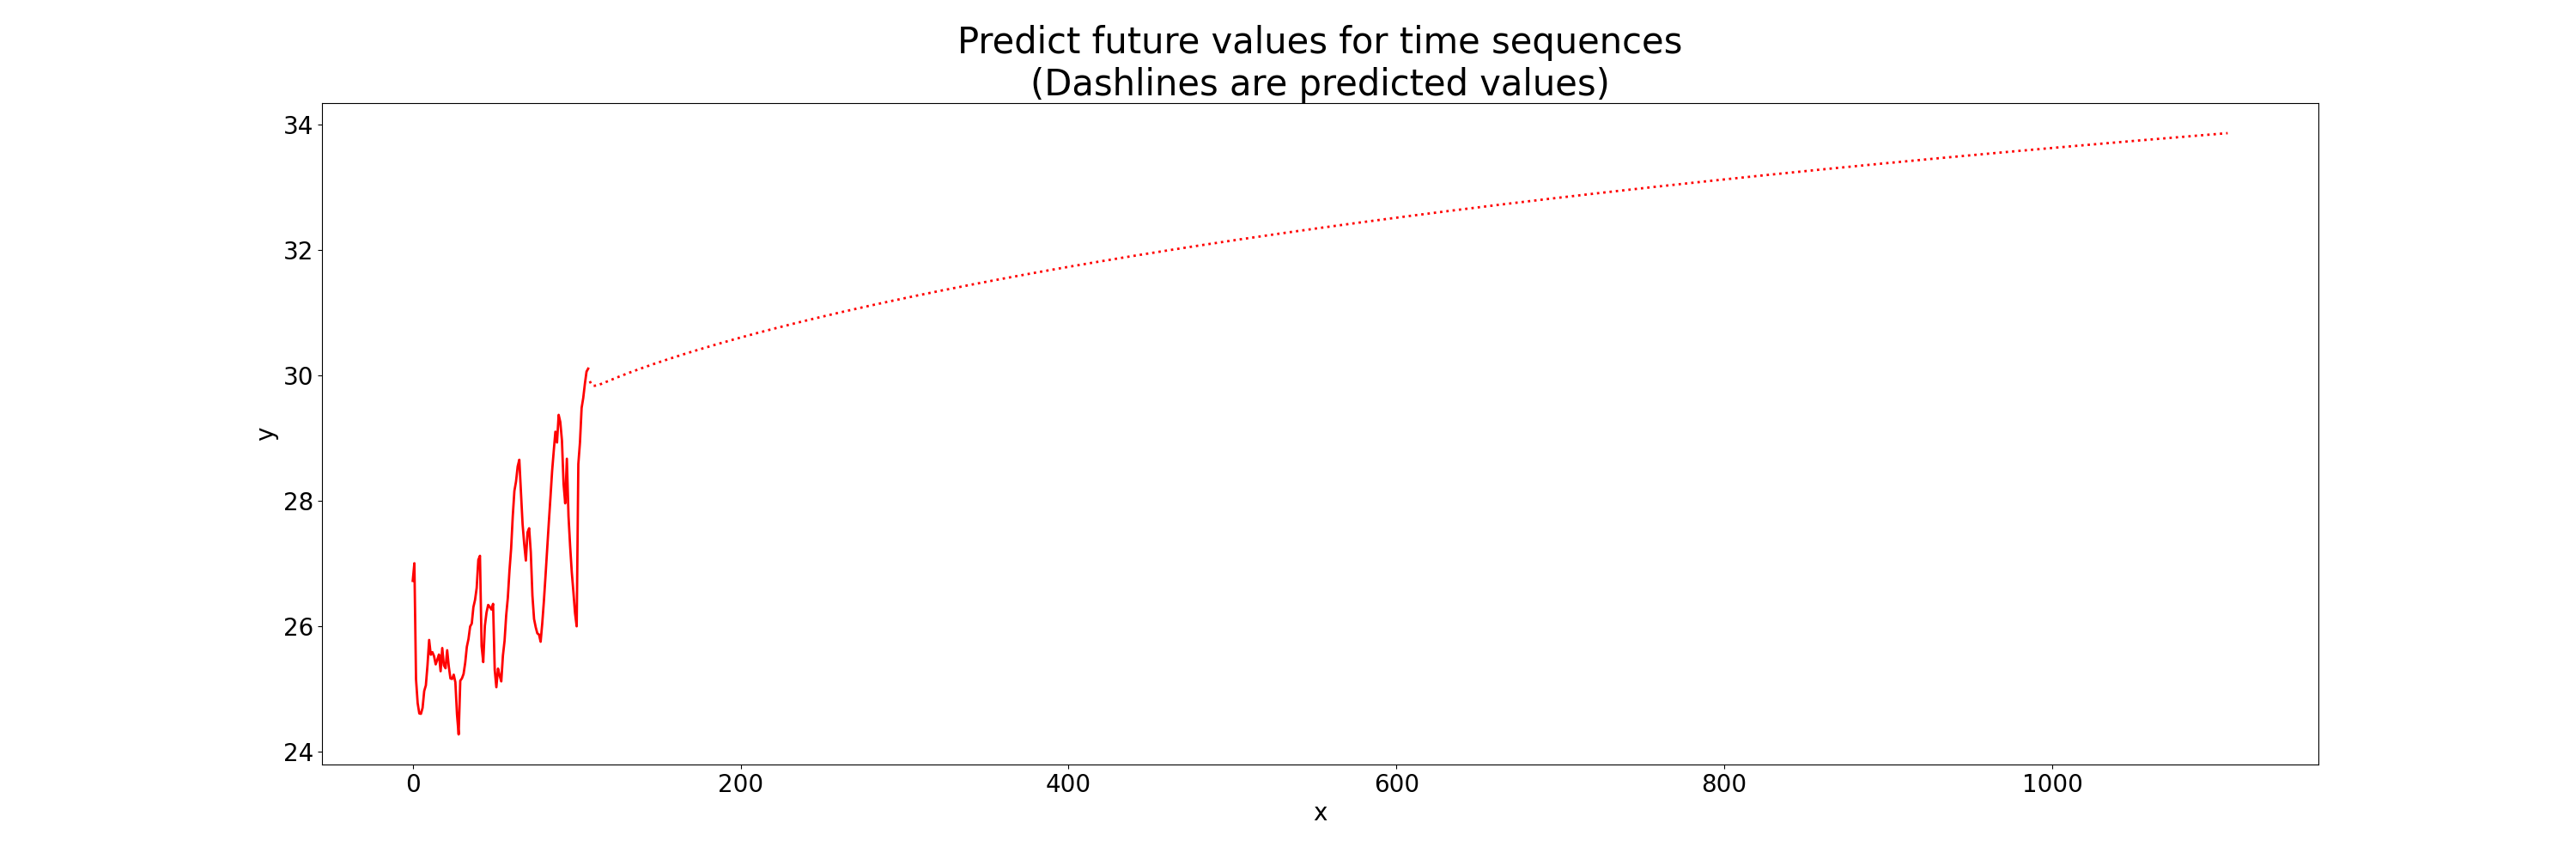 Predict future values for time sequences
(Dashlines are predicted values)
34
32
30
28
26
24
y
0 200 400 600 800 1000
x